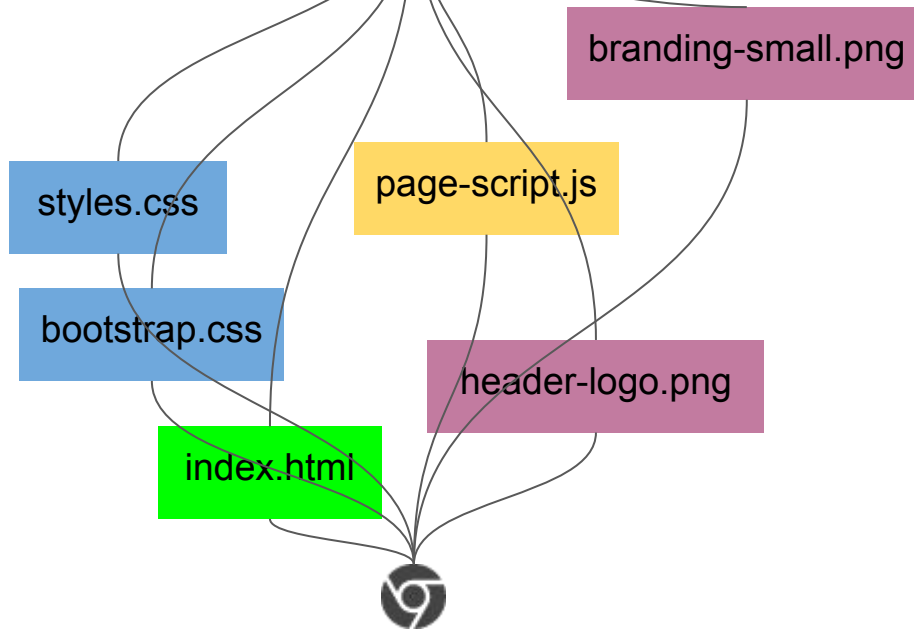 branding-small.png
page-script.js
styles.css
bootstrap.css
header-logo.png
index.html